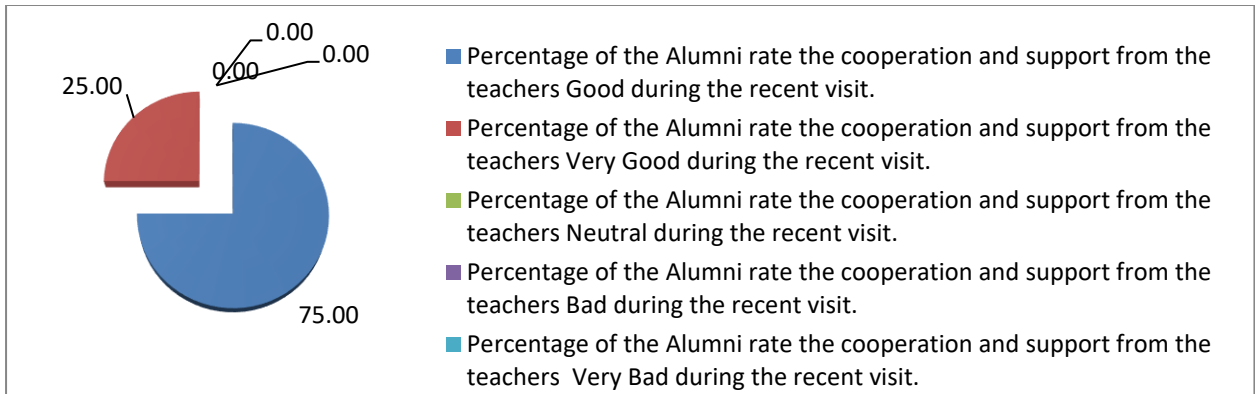 0.00
0.00
0.00
25.00
75.00
Percentage of the Alumni rate the cooperation and support from the
teachers Good during the recent visit.
Percentage of the Alumni rate the cooperation and support from the
teachers Very Good during the recent visit.
Percentage of the Alumni rate the cooperation and support from the
teachers Neutral during the recent visit.
Percentage of the Alumni rate the cooperation and support from the
teachers Bad during the recent visit.
Percentage of the Alumni rate the cooperation and support from the
teachers  Very Bad during the recent visit.